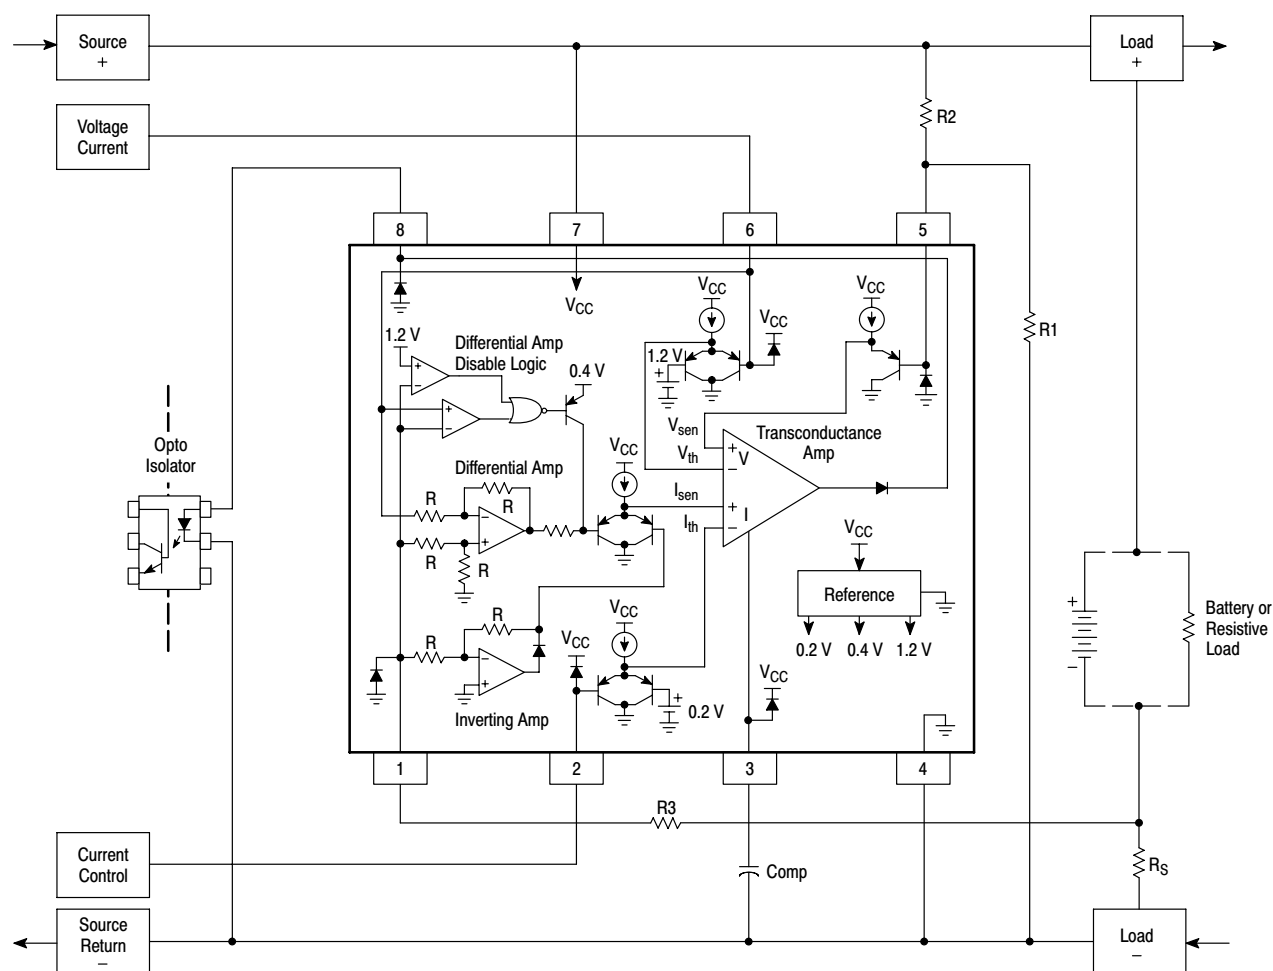 Source
+
Load
+
Voltage
Current
R2
8
7
6
5
VCC
VCC
VCC
VCC
R1
1.2 V
Differential Amp
Disable Logic
0.4 V
1.2 V
+
+
−
+
−
Opto
Isolator
Vsen
Vth
Transconductance
Amp
VCC
+
V
−
Differential Amp
Isen
Ith
+
I
−
R
R
−
+
R
R
VCC
Reference
0.2 V
0.4 V
1.2 V
+
−
Battery or
Resistive
Load
R
R
−
+
VCC
VCC
VCC
+
0.2 V
Inverting Amp
1
2
3
4
R3
Current
Control
Comp
RS
Source
Return
−
Load
−